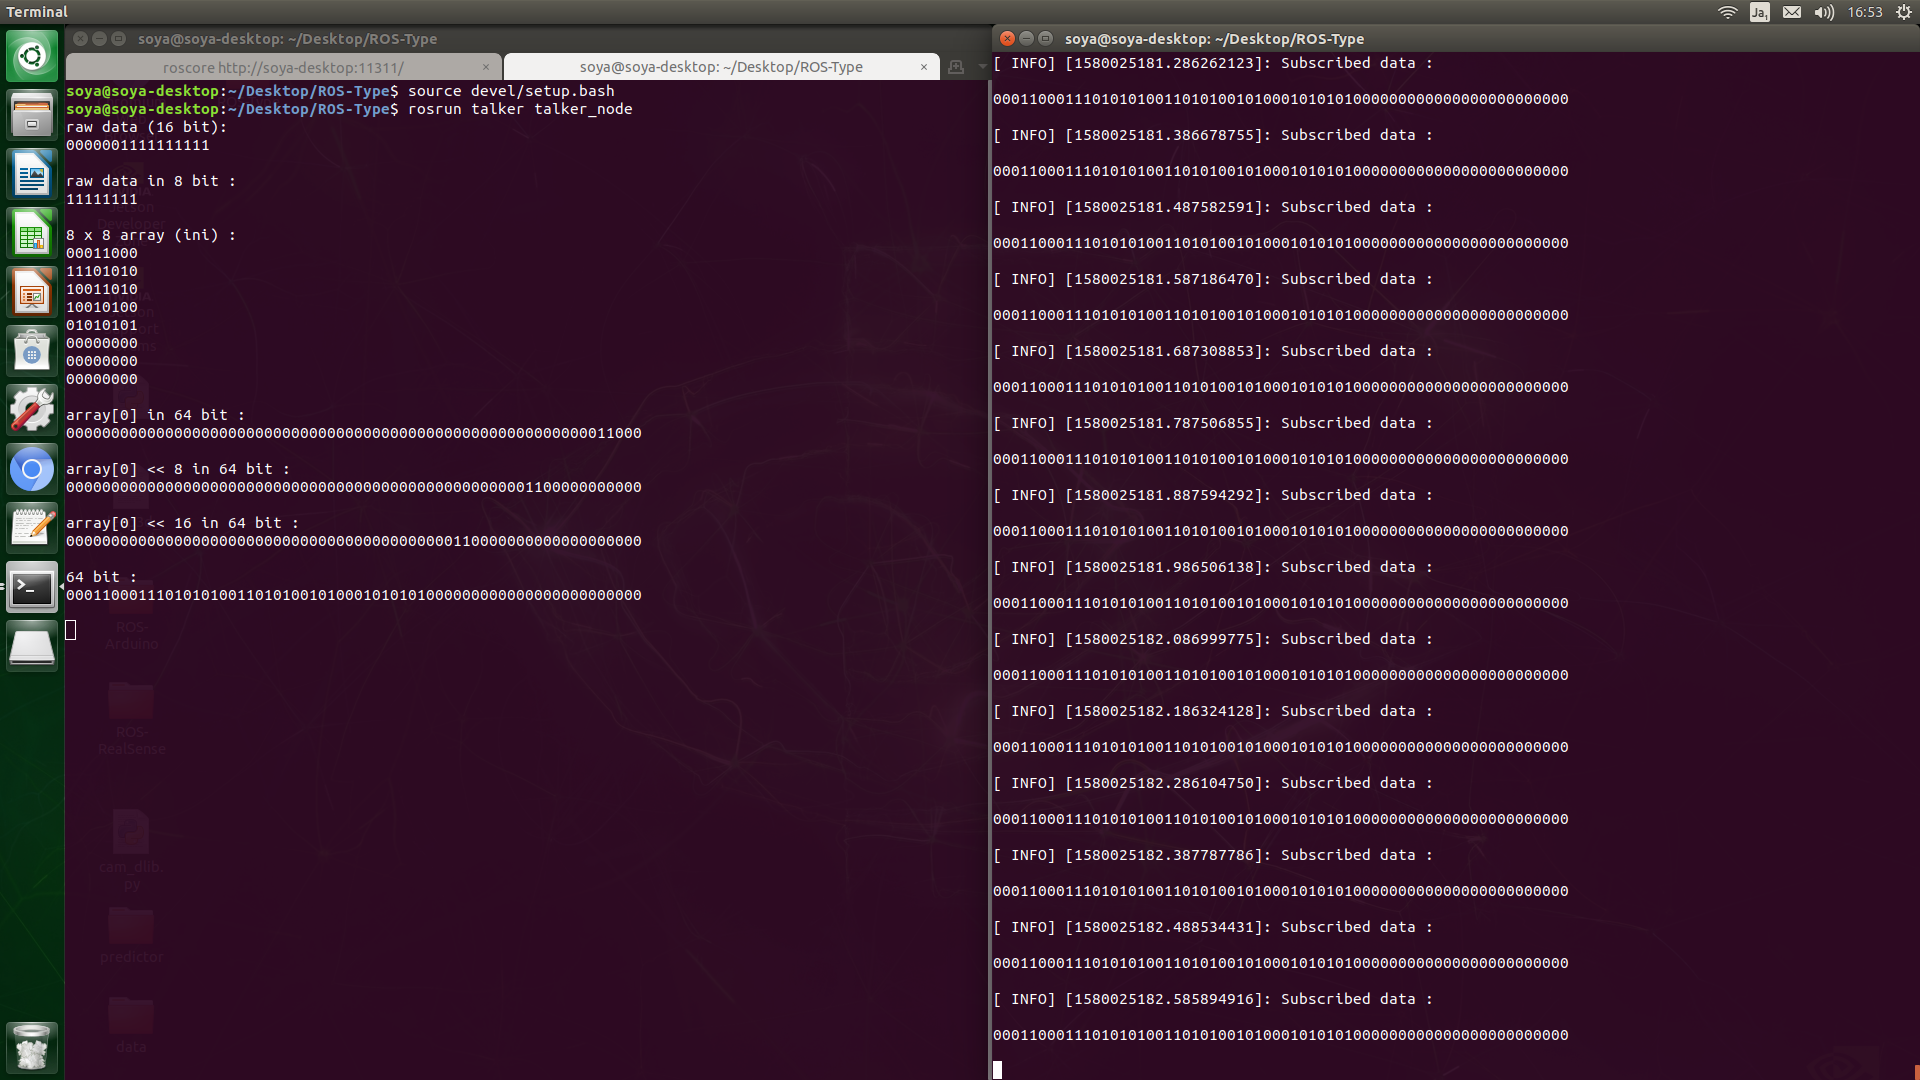 Terminal
Ja1
16:53
soya@soya-desktop: ~/Desktop/ROS-Type
roscore http://soya-desktop:11311/ ×
soya@soya-desktop: ~/Desktop/ROS-Type ×
soya@soya-desktop:~/Desktop/ROS-Type$ source devel/setup.bash
soya@soya-desktop:~/Desktop/ROS-Type$ rosrun talker talker_node
raw data (16 bit):
0000001111111111
raw data in 8 bit :
11111111
8 x 8 array (ini) :
00011000
11101010
10011010
10010100
01010101
00000000
00000000
00000000
array[0] in 64 bit :
0000000000000000000000000000000000000000000000000000000000011000
array[0] << 8 in 64 bit :
0000000000000000000000000000000000000000000000000001100000000000
array[0] << 16 in 64 bit :
0000000000000000000000000000000000000000000110000000000000000000
64 bit :
0001100011101010100110101001010001010101000000000000000000000000
ROS-
Arduino
ROS-
RealSense
cam_dlib.
py
predictor
data
soya@soya-desktop: ~/Desktop/ROS-Type
[ INFO] [1580025181.286262123]: Subscribed data :
0001100011101010100110101001010001010101000000000000000000000000
[ INFO] [1580025181.386678755]: Subscribed data :
0001100011101010100110101001010001010101000000000000000000000000
[ INFO] [1580025181.487582591]: Subscribed data :
0001100011101010100110101001010001010101000000000000000000000000
[ INFO] [1580025181.587186470]: Subscribed data :
0001100011101010100110101001010001010101000000000000000000000000
[ INFO] [1580025181.687308853]: Subscribed data :
0001100011101010100110101001010001010101000000000000000000000000
[ INFO] [1580025181.787506855]: Subscribed data :
0001100011101010100110101001010001010101000000000000000000000000
[ INFO] [1580025181.887594292]: Subscribed data :
0001100011101010100110101001010001010101000000000000000000000000
[ INFO] [1580025181.986506138]: Subscribed data :
0001100011101010100110101001010001010101000000000000000000000000
[ INFO] [1580025182.086999775]: Subscribed data :
0001100011101010100110101001010001010101000000000000000000000000
[ INFO] [1580025182.186324128]: Subscribed data :
0001100011101010100110101001010001010101000000000000000000000000
[ INFO] [1580025182.286104750]: Subscribed data :
0001100011101010100110101001010001010101000000000000000000000000
[ INFO] [1580025182.387787786]: Subscribed data :
0001100011101010100110101001010001010101000000000000000000000000
[ INFO] [1580025182.488534431]: Subscribed data :
0001100011101010100110101001010001010101000000000000000000000000
[ INFO] [1580025182.585894916]: Subscribed data :
0001100011101010100110101001010001010101000000000000000000000000